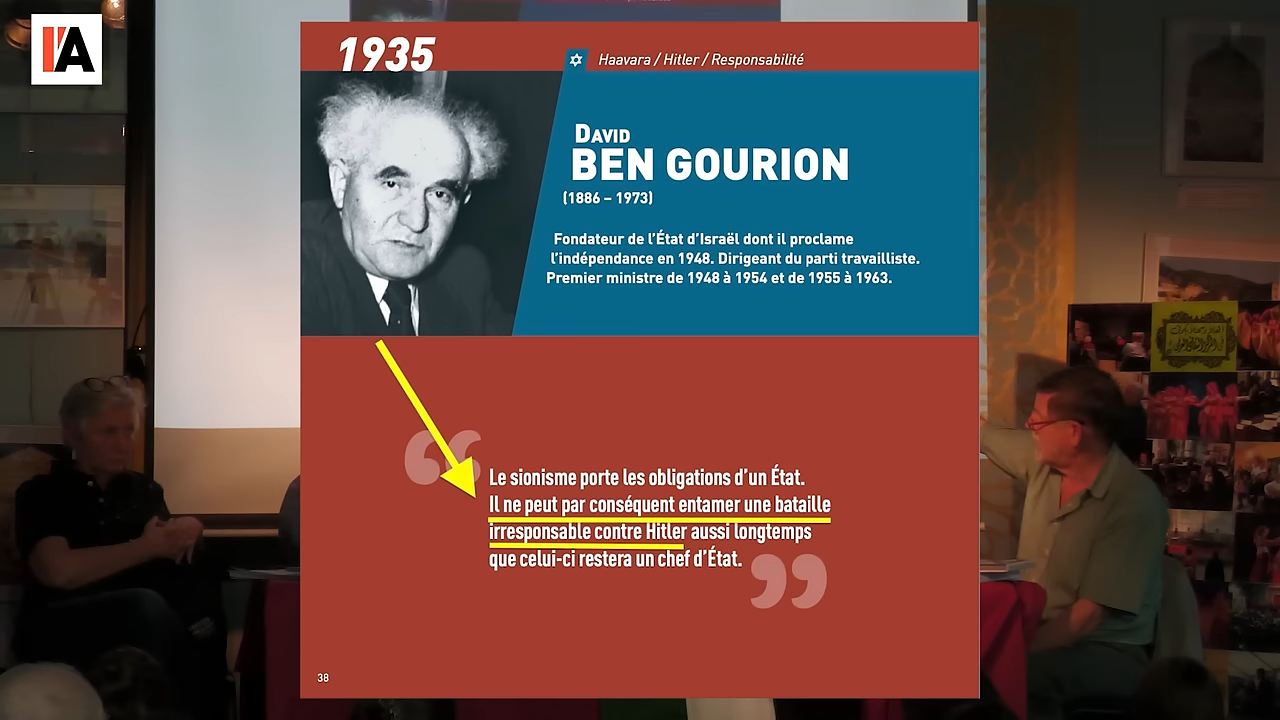 I'A
1935
Haavara / Hitler / Responsabilité
DAVID
BEN GOURION
(1886 – 1973)
Fondateur de l'État d'Israël dont il proclame
l'indépendance en 1948. Dirigeant du parti travailliste.
Premier ministre de 1948 à 1954 et de 1955 à 1963.
“
Le sionisme porte les obligations d'un État.
Il ne peut par conséquent entamer une bataille
irresponsable contre Hitler aussi longtemps
que celui-ci restera un chef d'État.
”
38